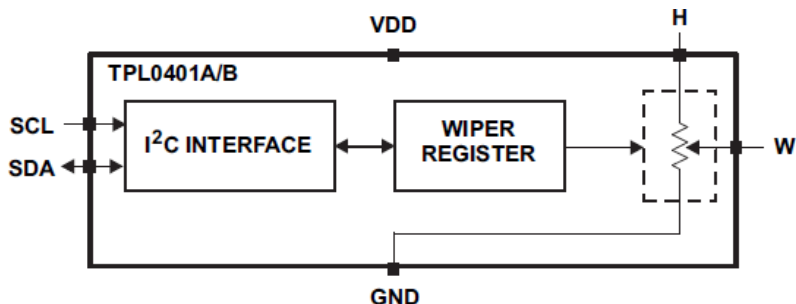 H
VDD
TPL0401A/B
SCL
SDA
I²C INTERFACE
WIPER
REGISTER
W
GND